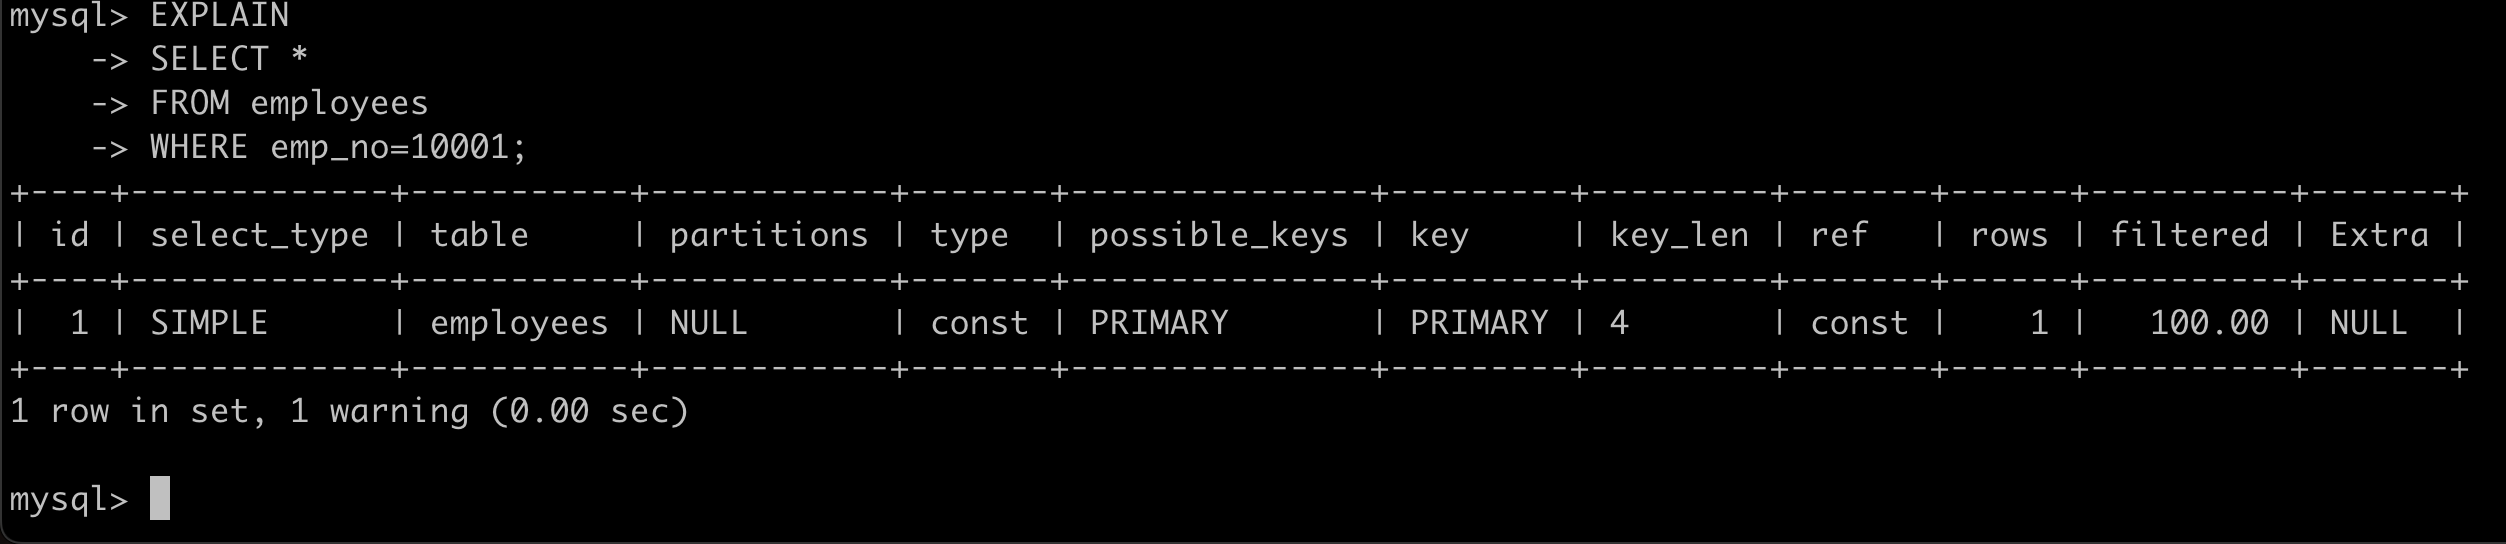 mysql> EXPLAIN
    -> SELECT *
    -> FROM employees
    -> WHERE emp_no=10001;
+----+-------------+-----------+------------+-------+---------------+---------+---------+-------+------+----------+-------+
| id | select_type | table     | partitions | type  | possible_keys | key     | key_len | ref   | rows | filtered | Extra |
+----+-------------+-----------+------------+-------+---------------+---------+---------+-------+------+----------+-------+
|  1 | SIMPLE      | employees | NULL       | const | PRIMARY       | PRIMARY | 4       | const |    1 |   100.00 | NULL  |
+----+-------------+-----------+------------+-------+---------------+---------+---------+-------+------+----------+-------+
1 row in set, 1 warning (0.00 sec)
mysql>